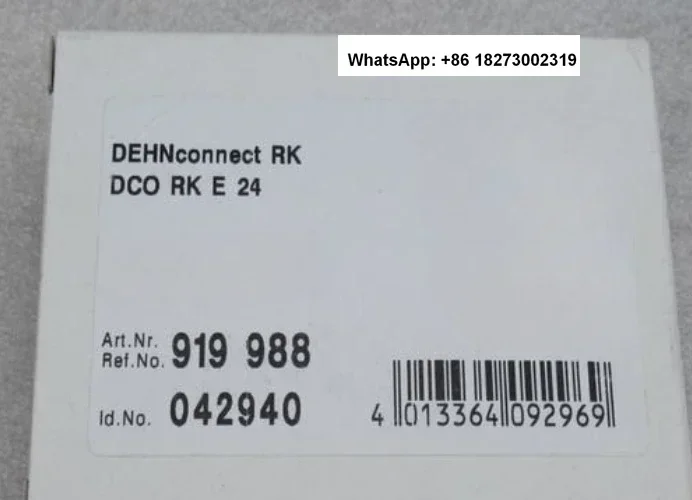 WhatsApp: +86 18273002319
DEHNconnect RK
DCO RK E 24
Art.Nr.
Ref.No. 919 988
Id.No. 042940
4 013364 092969